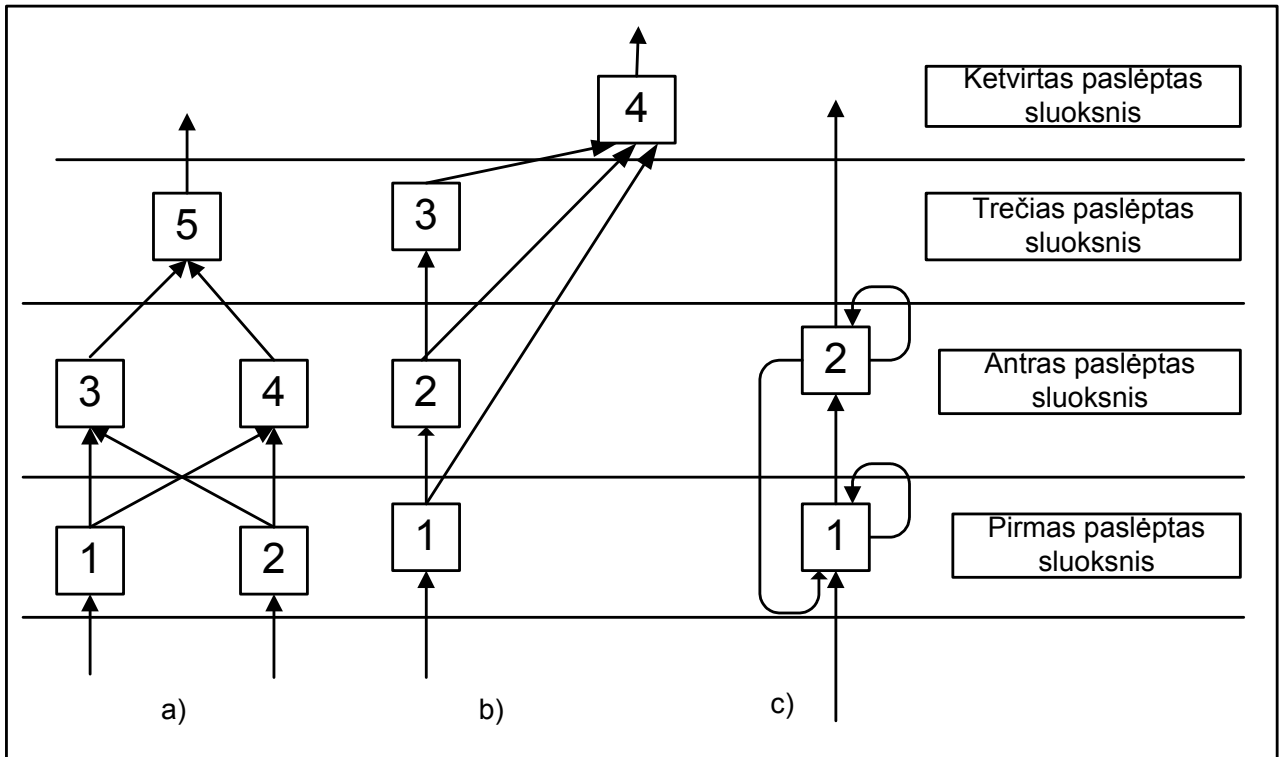 4
Ketvirtas paslėptas
sluoksnis
5
3
Trečias paslėptas
sluoksnis
3
4
2
2
Antras paslėptas
sluoksnis
1
2
1
1
Pirmas paslėptas
sluoksnis
a)
b)
c)